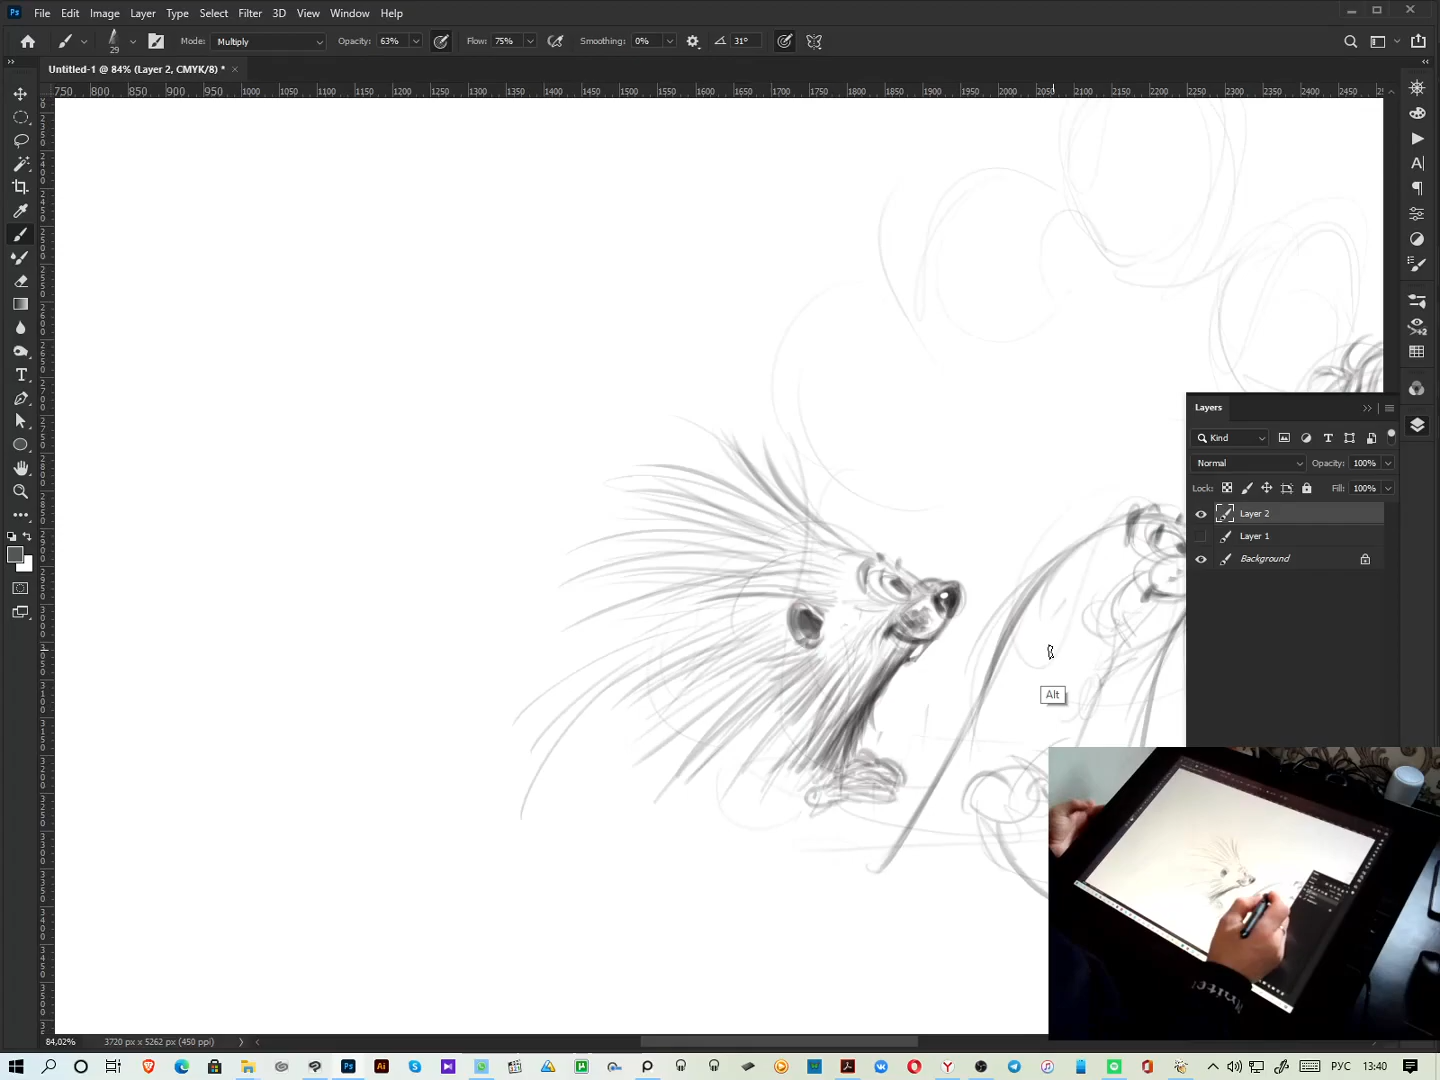 Ps File Edit Image Layer Type Select Filter 3D View Window Help
29 Mode: Multiply Opacity: 63% Flow: 75% Smoothing: 0% 31°
Untitled-1 @ 84% (Layer 2, CMYK/8) *
750 800 850 900 950 1000 1050 1100 1150 1200 1250 1300 1350 1400 1450 1500 1550 1600 1650 1700 1750 1800 1850 1900 1950 2000 2050 2100 2150 2200 2250 2300 2350 2400 2450
Layers
Kind
Normal Opacity: 100%
Lock: Fill: 100%
Layer 2
Layer 1
Background
Alt
84,02% 3720 px x 5262 px (450 ppi)
Ps Ai РУС 13:40